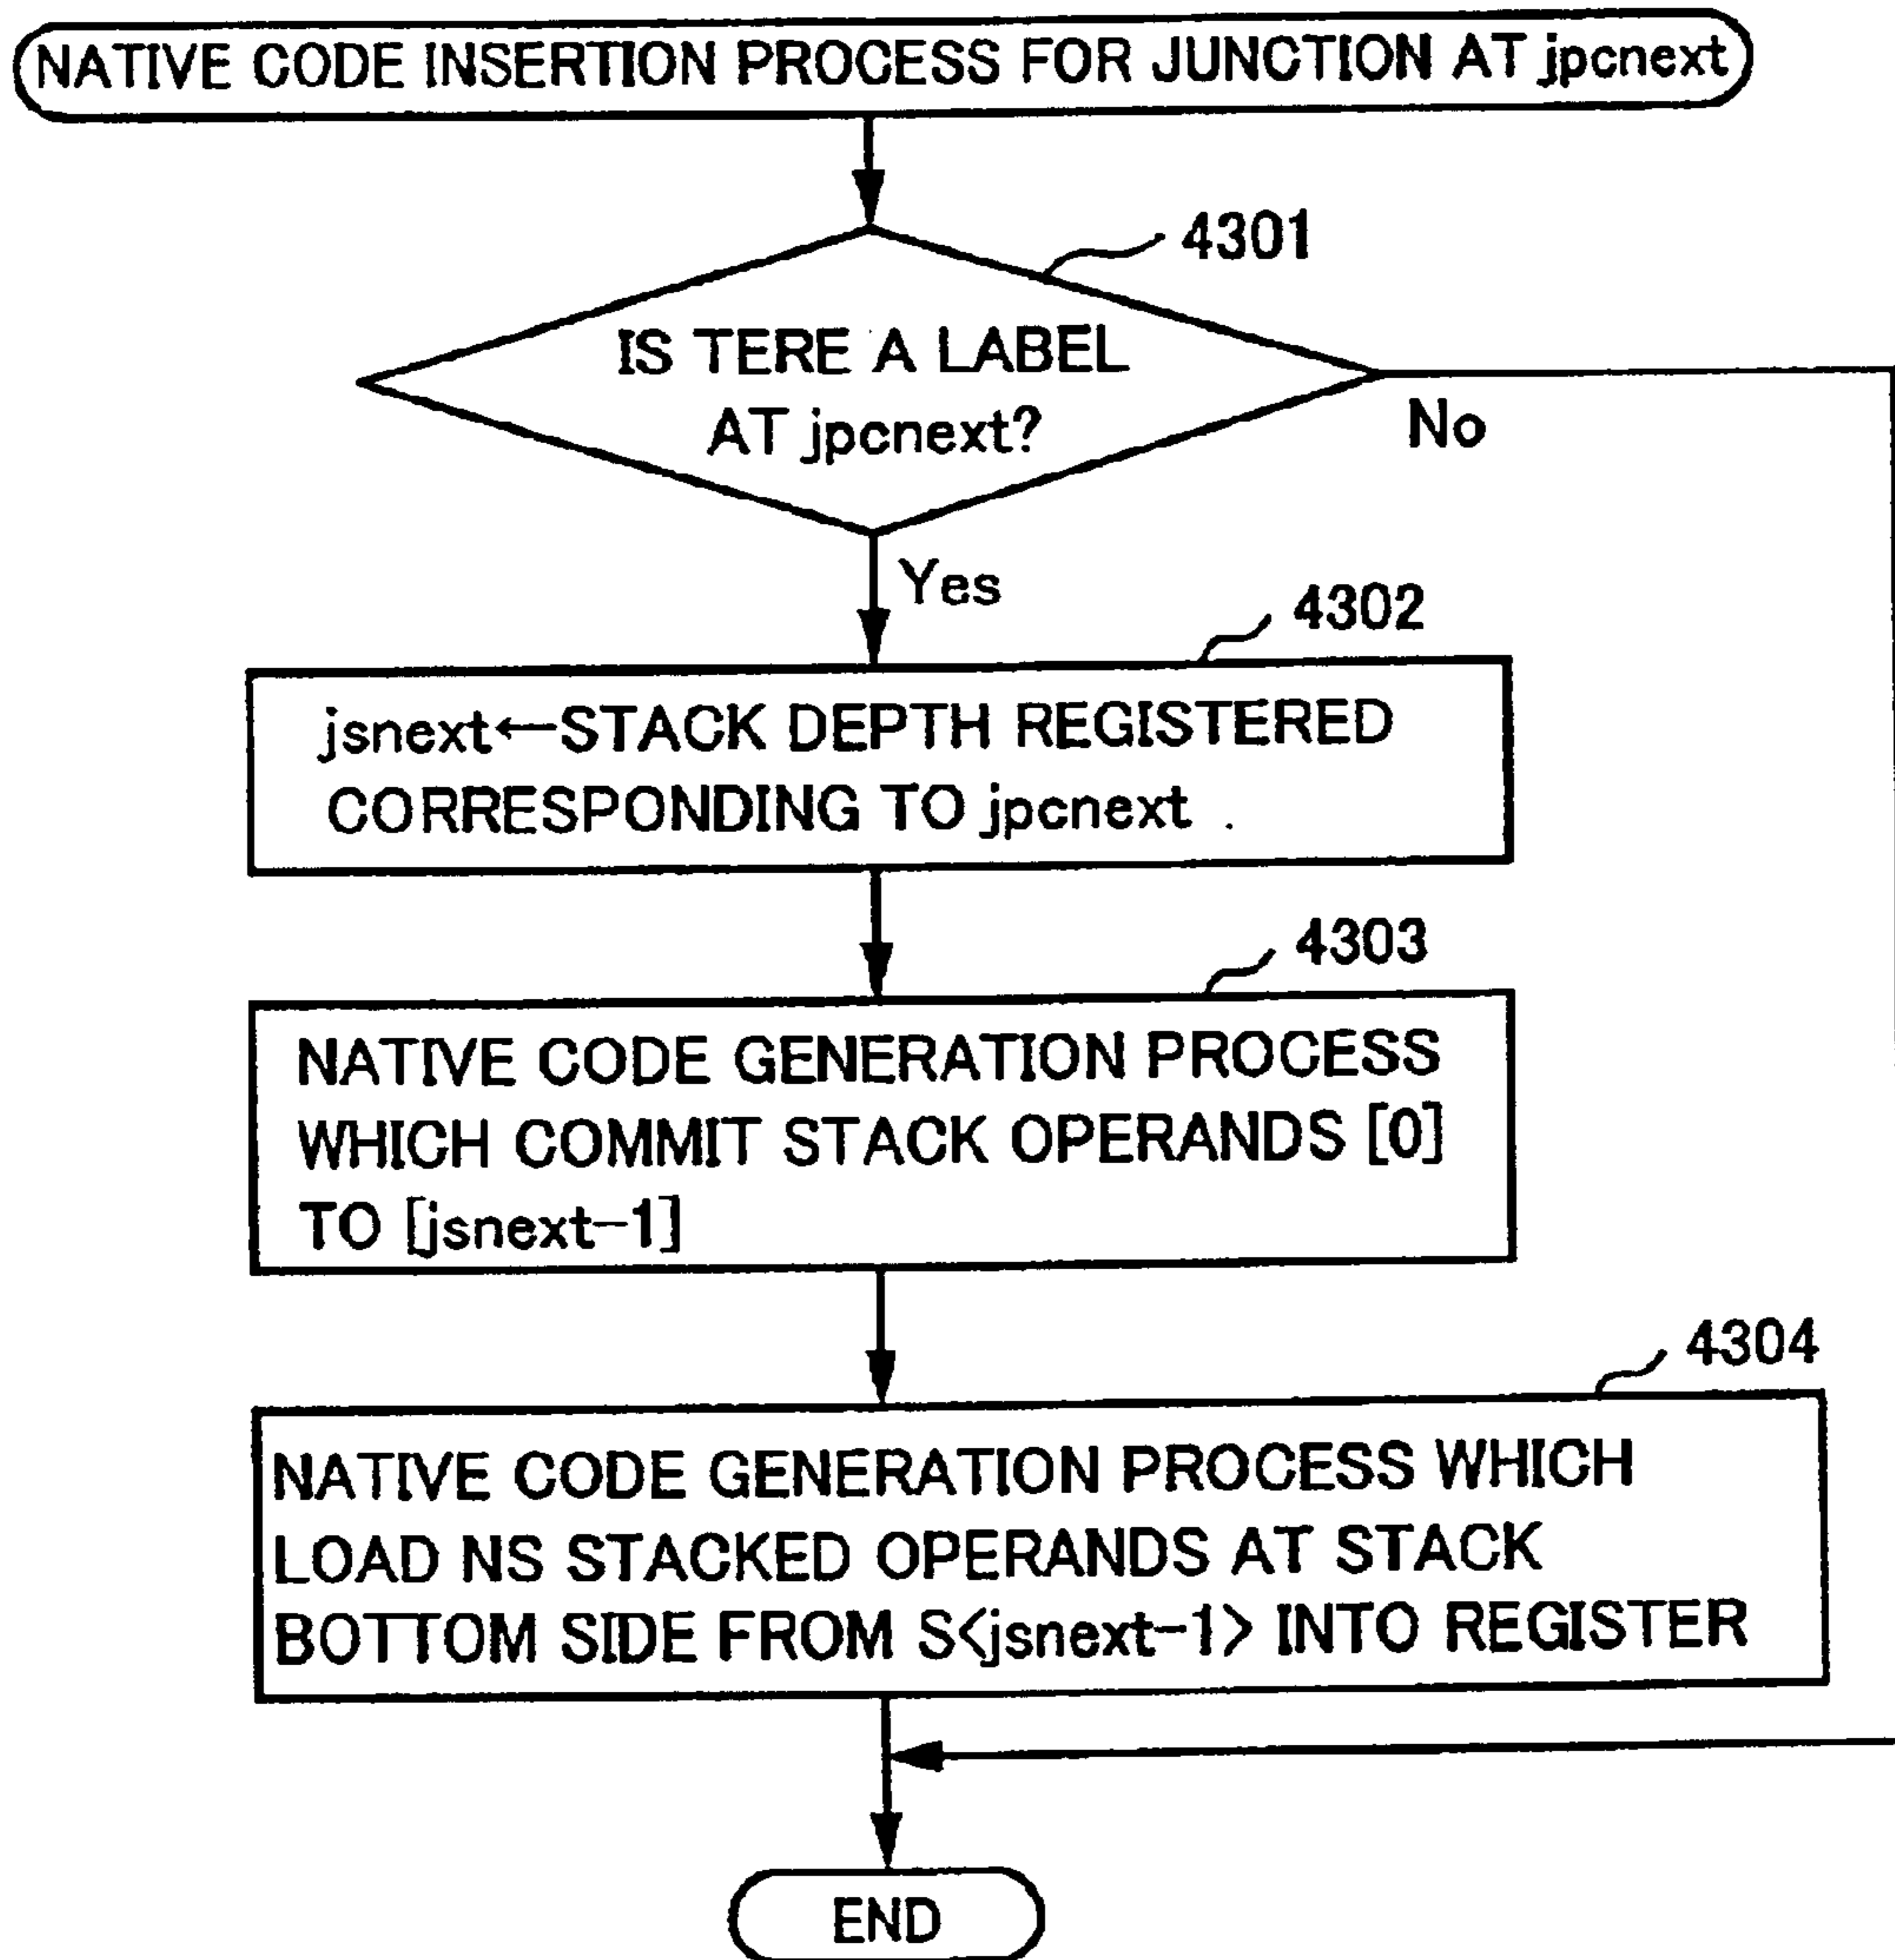 NATIVE CODE INSERTION PROCESS FOR JUNCTION AT jpcnext
4301
IS TERE A LABEL
AT jpcnext?
No
Yes
4302
jsnext←STACK DEPTH REGISTERED
CORRESPONDING TO jpcnext .
4303
NATIVE CODE GENERATION PROCESS
WHICH COMMIT STACK OPERANDS [0]
TO [jsnext-1]
4304
NATIVE CODE GENERATION PROCESS WHICH
LOAD NS STACKED OPERANDS AT STACK
BOTTOM SIDE FROM S<jsnext-1> INTO REGISTER
END